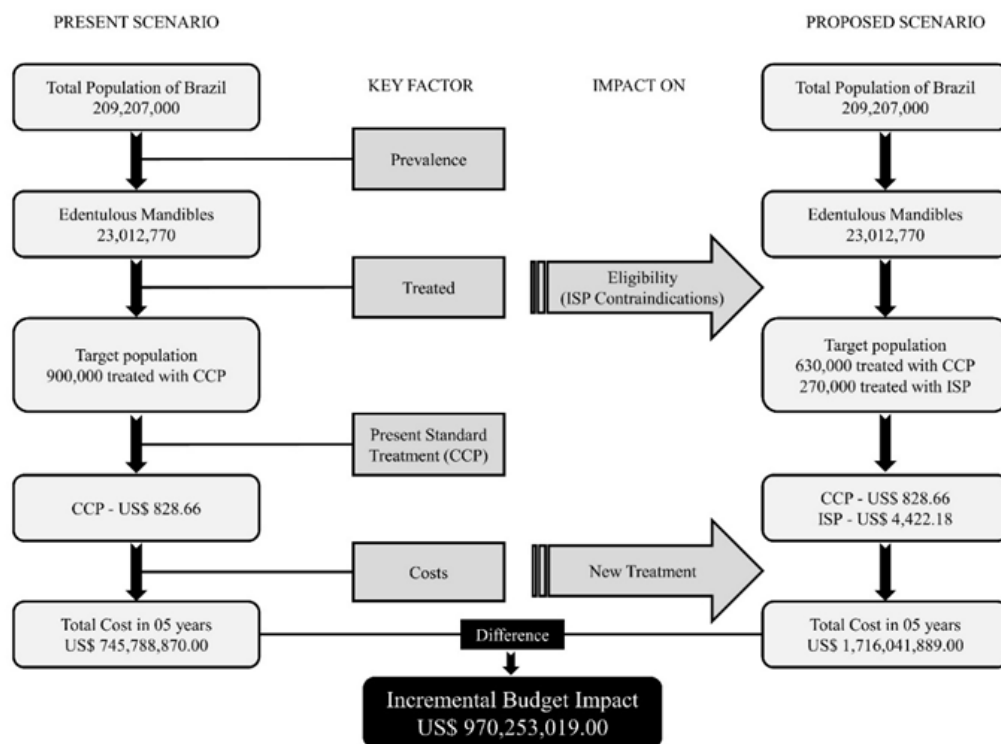 PRESENT SCENARIO
PROPOSED SCENARIO
KEY FACTOR
IMPACT ON
Total Population of Brazil
209,207,000
Total Population of Brazil
209,207,000
Prevalence
Edentulous Mandibles
23,012,770
Edentulous Mandibles
23,012,770
Treated
Eligibility
(ISP Contraindications)
Target population
900,000 treated with CCP
Target population
630,000 treated with CCP
270,000 treated with ISP
Present Standard
Treatment (CCP)
CCP - US$ 828.66
CCP - US$ 828.66
ISP - US$ 4,422.18
Costs
New Treatment
Total Cost in 05 years
US$ 745,788,870.00
Difference
Total Cost in 05 years
US$ 1,716,041,889.00
Incremental Budget Impact
US$ 970,253,019.00